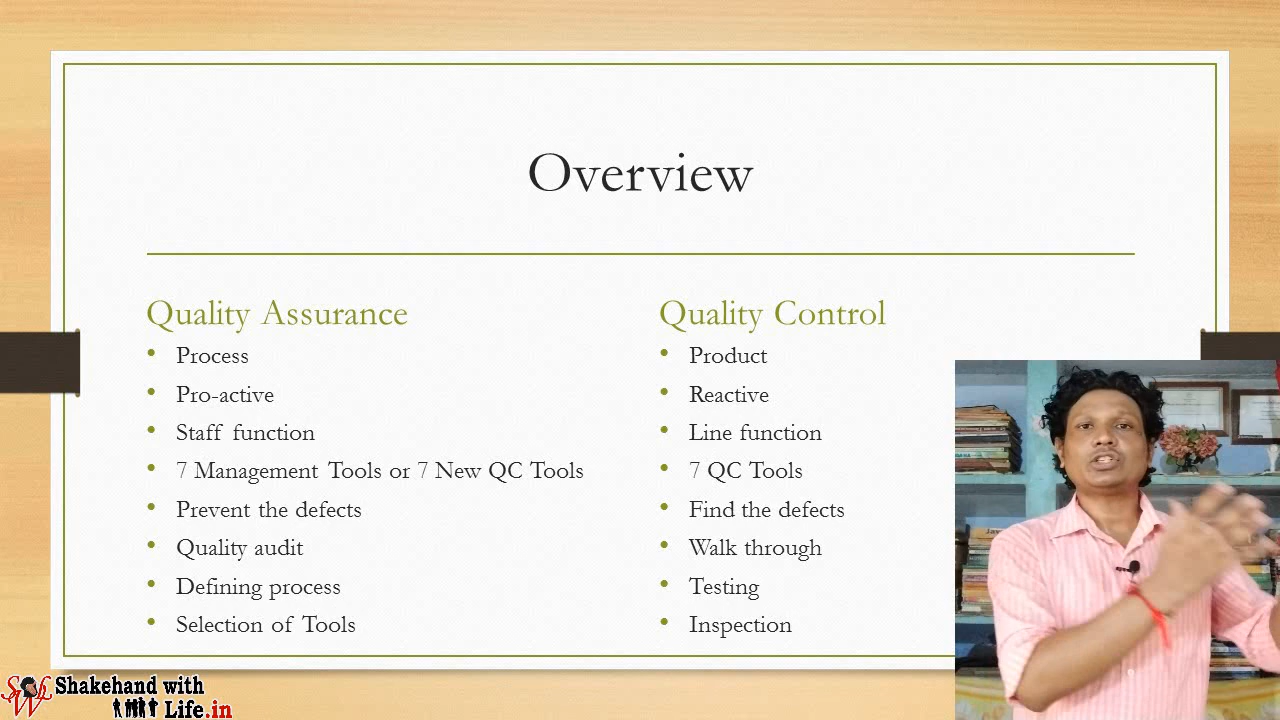 Overview
Quality Assurance
• Process
• Pro-active
• Staff function
• 7 Management Tools or 7 New QC Tools
• Prevent the defects
• Quality audit
• Defining process
• Selection of Tools
Quality Control
• Product
• Reactive
• Line function
• 7 QC Tools
• Find the defects
• Walk through
• Testing
• Inspection
Shakehand with
Life.in